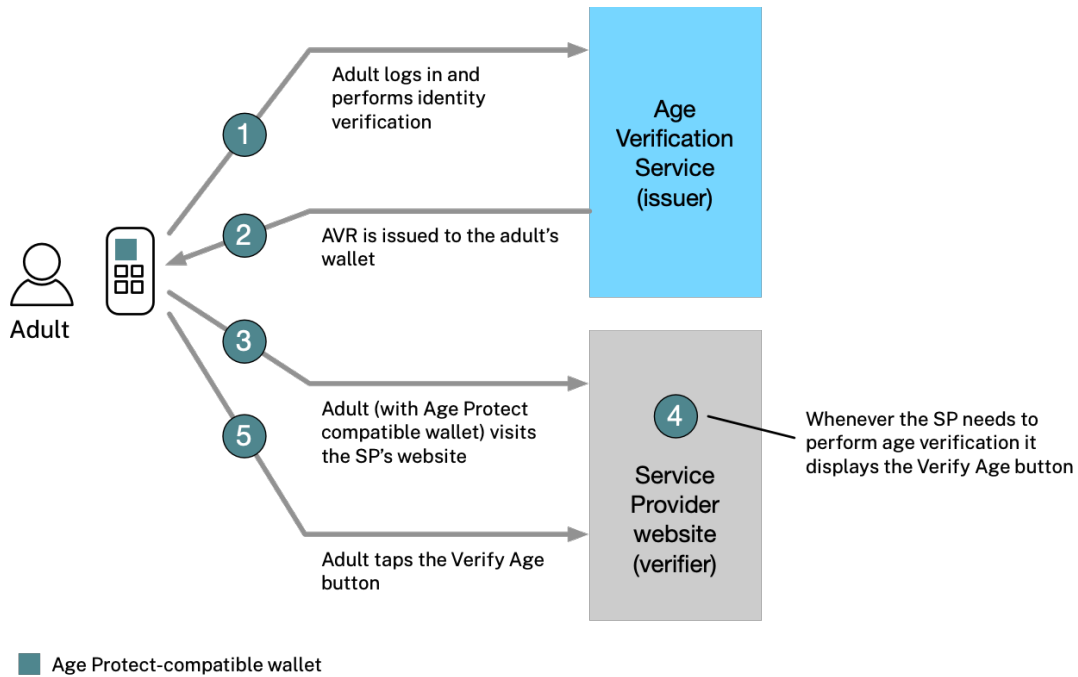 Adult logs in and
performs identity
verification
1
Age
Verification
Service
(issuer)
2
AVR is issued to the adult's
wallet
Adult
3
Adult (with Age Protect
compatible wallet) visits
the SP's website
4
Whenever the SP needs to
perform age verification it
displays the Verify Age button
5
Service
Provider
website
(verifier)
Adult taps the Verify Age
button
Age Protect-compatible wallet